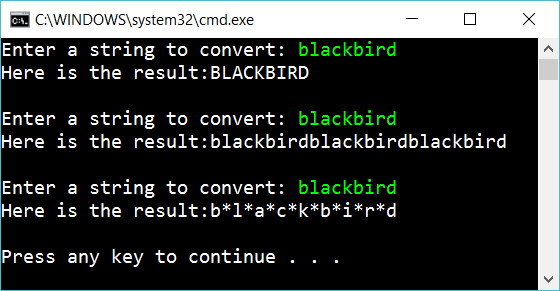 C:\WINDOWS\system32\cmd.exe
Enter a string to convert: blackbird
Here is the result:BLACKBIRD
Enter a string to convert: blackbird
Here is the result:blackbirdblackbirdblackbird
Enter a string to convert: blackbird
Here is the result:b*l*a*c*k*b*i*r*d
Press any key to continue . . .